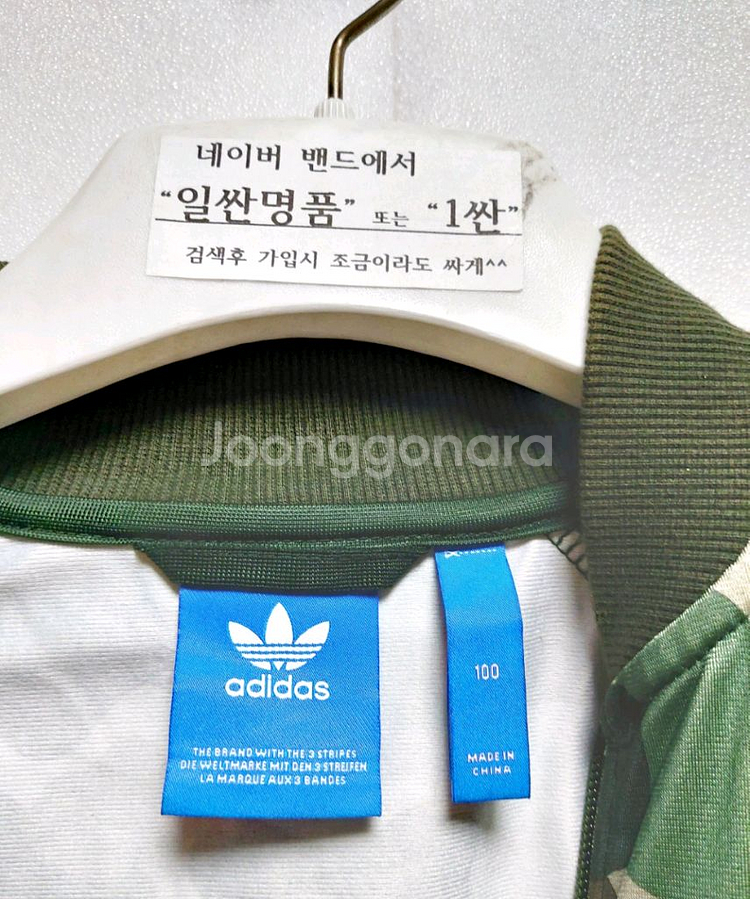 네이버 밴드에서
“일싼명품” 또는 “1싼”
검색후 가입시 조금이라도 싸게^^
Joonggonara
adidas
THE BRAND WITH THE 3 STRIPES
DIE WELTMARKE MIT DEN 3 STREIFEN
LA MARQUE AUX 3 BANDES
100
MADE IN
CHINA